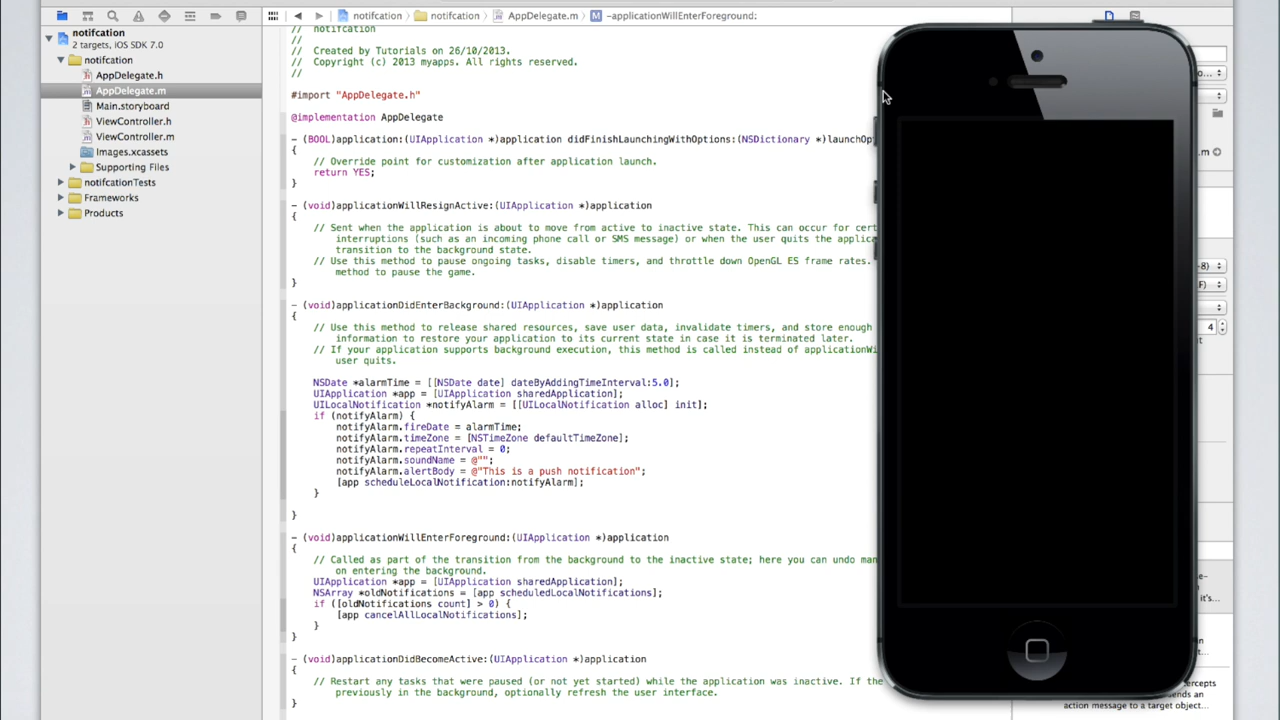 notifcation
2 targets, iOS SDK 7.0
notifcation
AppDelegate.h
AppDelegate.m
Main.storyboard
ViewController.h
ViewController.m
Images.xcassets
Supporting Files
notifcationTests
Frameworks
Products
notifcation notifcation AppDelegate.m M -applicationWillEnterForeground:
// notifcation
//
// Created by Tutorials on 26/10/2013.
// Copyright (c) 2013 myapps. All rights reserved.
//
#import "AppDelegate.h"
@implementation AppDelegate
- (BOOL)application:(UIApplication *)application didFinishLaunchingWithOptions:(NSDictionary *)launchOpt
{
// Override point for customization after application launch.
return YES;
}
- (void)applicationWillResignActive:(UIApplication *)application
{
// Sent when the application is about to move from active to inactive state. This can occur for cert
interruptions (such as an incoming phone call or SMS message) or when the user quits the applica
transition to the background state.
// Use this method to pause ongoing tasks, disable timers, and throttle down OpenGL ES frame rates.
method to pause the game.
}
- (void)applicationDidEnterBackground:(UIApplication *)application
{
// Use this method to release shared resources, save user data, invalidate timers, and store enough
information to restore your application to its current state in case it is terminated later.
// If your application supports background execution, this method is called instead of applicationWi
user quits.
NSDate *alarmTime = [[NSDate date] dateByAddingTimeInterval:5.0];
UIApplication *app = [UIApplication sharedApplication];
UILocalNotification *notifyAlarm = [[UILocalNotification alloc] init];
if (notifyAlarm) {
notifyAlarm.fireDate = alarmTime;
notifyAlarm.timeZone = [NSTimeZone defaultTimeZone];
notifyAlarm.repeatInterval = 0;
notifyAlarm.soundName = @"";
notifyAlarm.alertBody = @"This is a push notification";
[app scheduleLocalNotification:notifyAlarm];
}
}
- (void)applicationWillEnterForeground:(UIApplication *)application
{
// Called as part of the transition from the background to the inactive state; here you can undo man
on entering the background.
UIApplication *app = [UIApplication sharedApplication];
NSArray *oldNotifications = [app scheduledLocalNotifications];
if ([oldNotifications count] > 0) {
[app cancelAllLocalNotifications];
}
}
- (void)applicationDidBecomeActive:(UIApplication *)application
{
// Restart any tasks that were paused (or not yet started) while the application was inactive. If the
previously in the background, optionally refresh the user interface.
}
-8)
F)
4
it's...
action message to a target object...